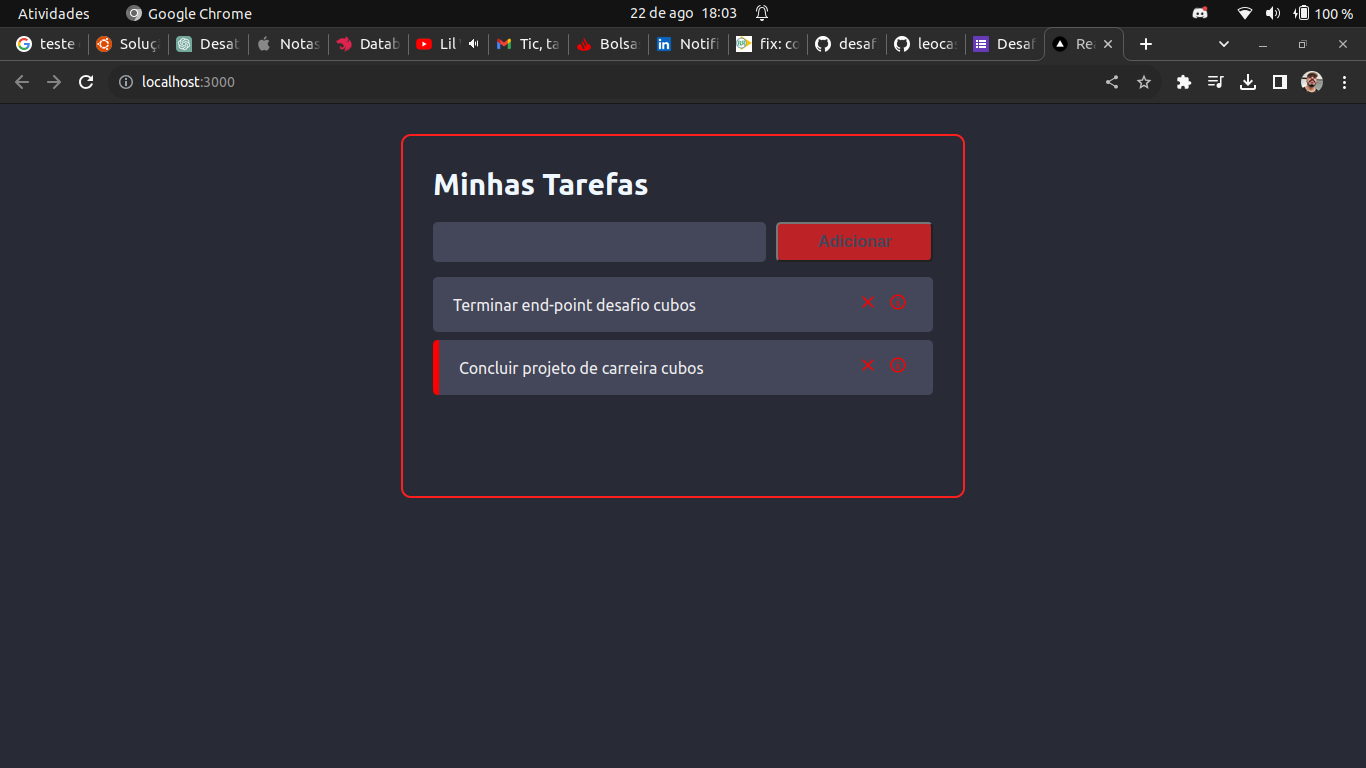 Atividades Google Chrome 22 de ago 18:03 100 %
teste Soluç Desat Notas Datab Lil Tic, ta Bolsa Notifi fix: co desaf leocas Desaf Rea
localhost:3000
Minhas Tarefas
Adicionar
Terminar end-point desafio cubos
Concluir projeto de carreira cubos